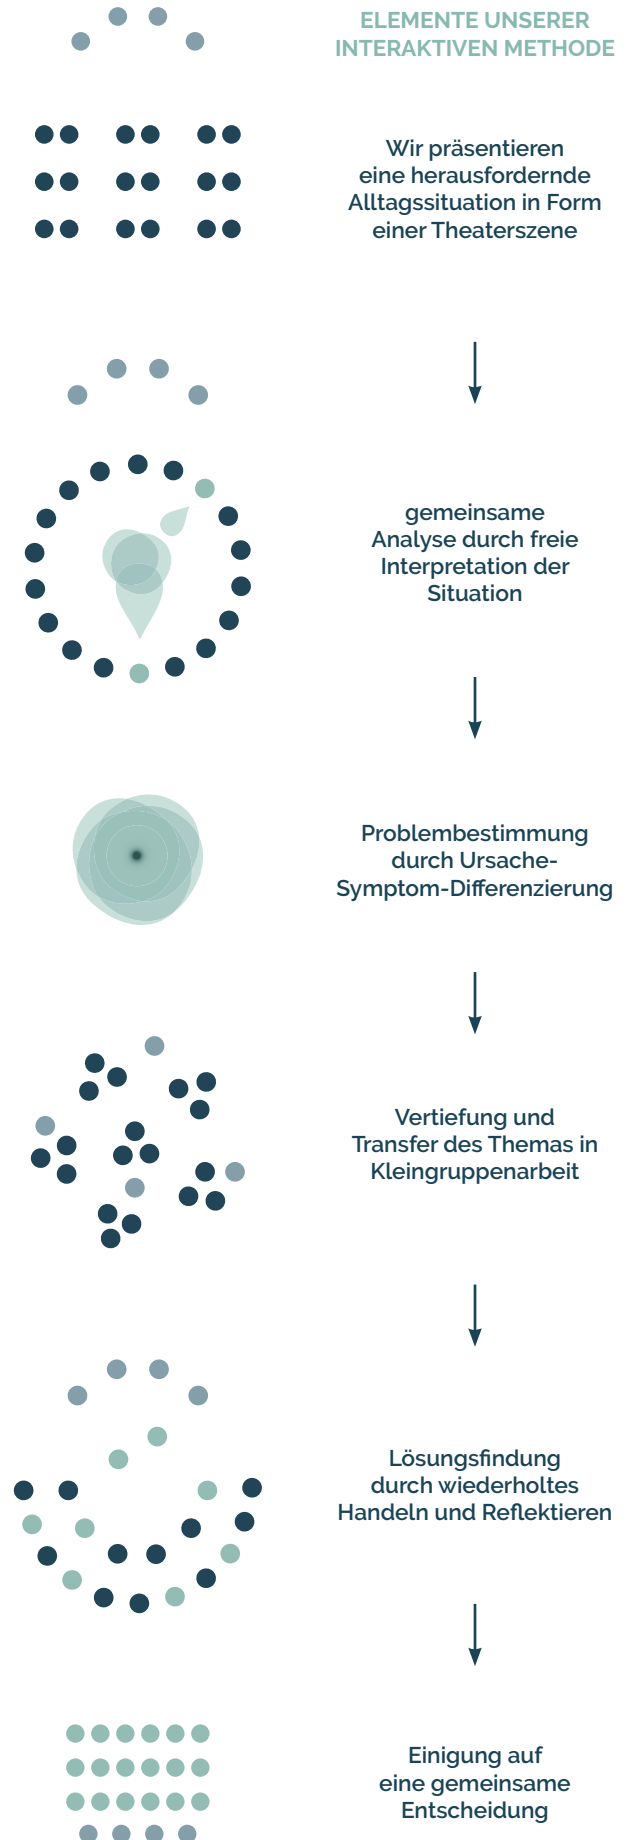 ELEMENTE UNSERER
INTERAKTIVEN METHODE
Wir präsentieren
eine herausfordernde
Alltagssituation in Form
einer Theaterszene
gemeinsame
Analyse durch freie
Interpretation der
Situation
Problembestimmung
durch Ursache-
Symptom-Differenzierung
Vertiefung und
Transfer des Themas in
Kleingruppenarbeit
Lösungsfindung
durch wiederholtes
Handeln und Reflektieren
Einigung auf
eine gemeinsame
Entscheidung